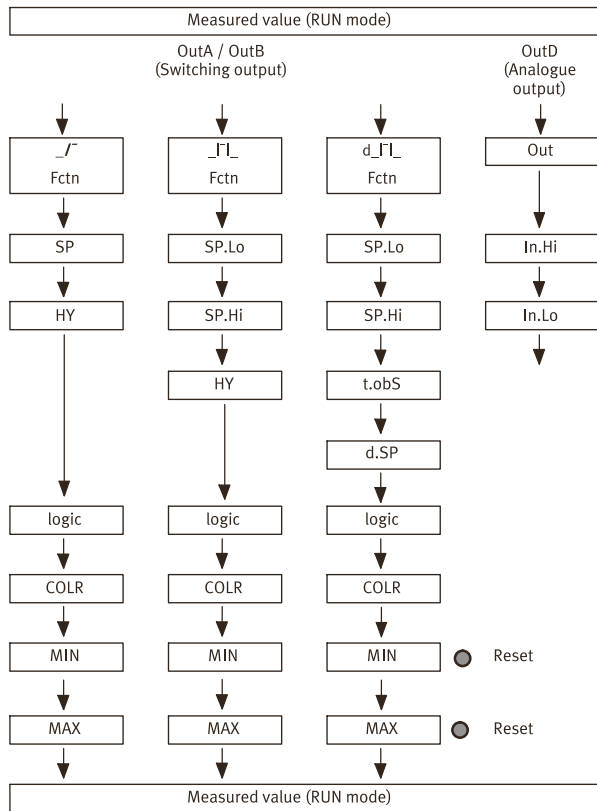 Measured value (RUN mode)
OutA / OutB
(Switching output)
OutD
(Analogue
output)
_/‾
Fctn
_|‾|_
Fctn
d_|‾|_
Fctn
Out
SP
SP.Lo
SP.Lo
In.Hi
HY
SP.Hi
SP.Hi
In.Lo
HY
t.obS
d.SP
logic
logic
logic
COLR
COLR
COLR
MIN
MIN
MIN
Reset
MAX
MAX
MAX
Reset
Measured value (RUN mode)